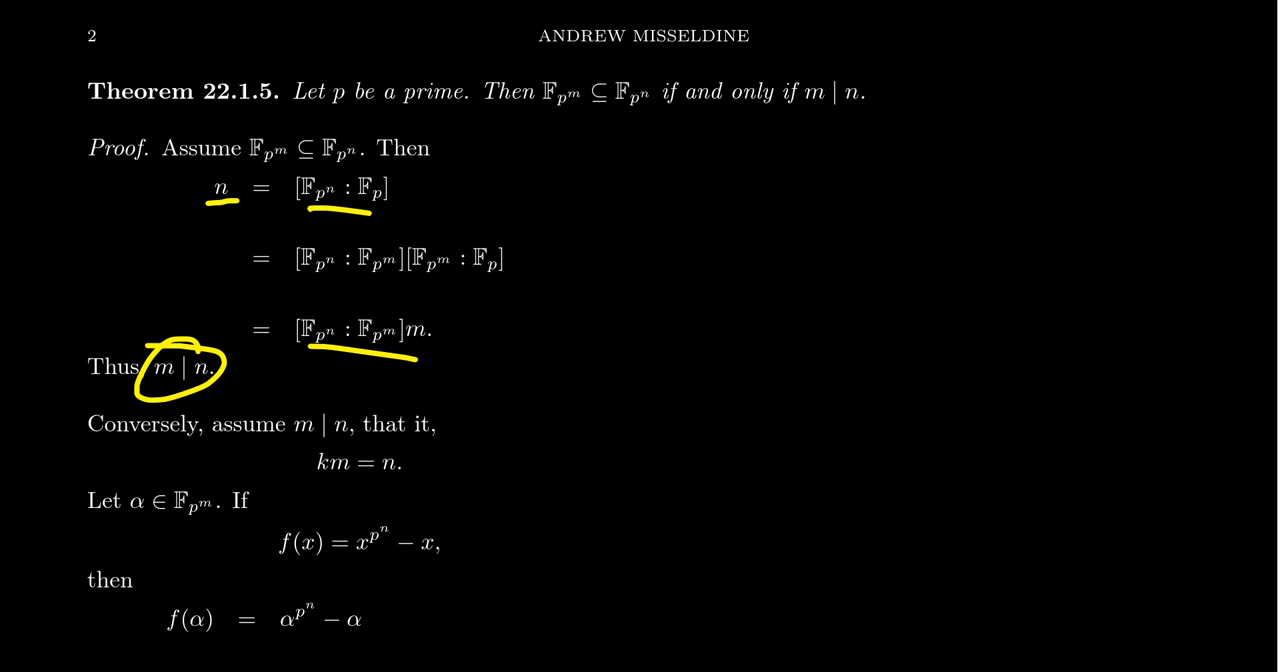 2 ANDREW MISSELDINE
Theorem 22.1.5. Let p be a prime. Then 𝔽_{p^m} ⊆ 𝔽_{p^n} if and only if m | n.
Proof. Assume 𝔽_{p^m} ⊆ 𝔽_{p^n}. Then
n = [𝔽_{p^n} : 𝔽_p]
= [𝔽_{p^n} : 𝔽_{p^m}][𝔽_{p^m} : 𝔽_p]
= [𝔽_{p^n} : 𝔽_{p^m}]m.
Thus m | n.
Conversely, assume m | n, that it,
km = n.
Let α ∈ 𝔽_{p^m}. If
f(x) = x^{p^n} − x,
then
f(α) = α^{p^n} − α